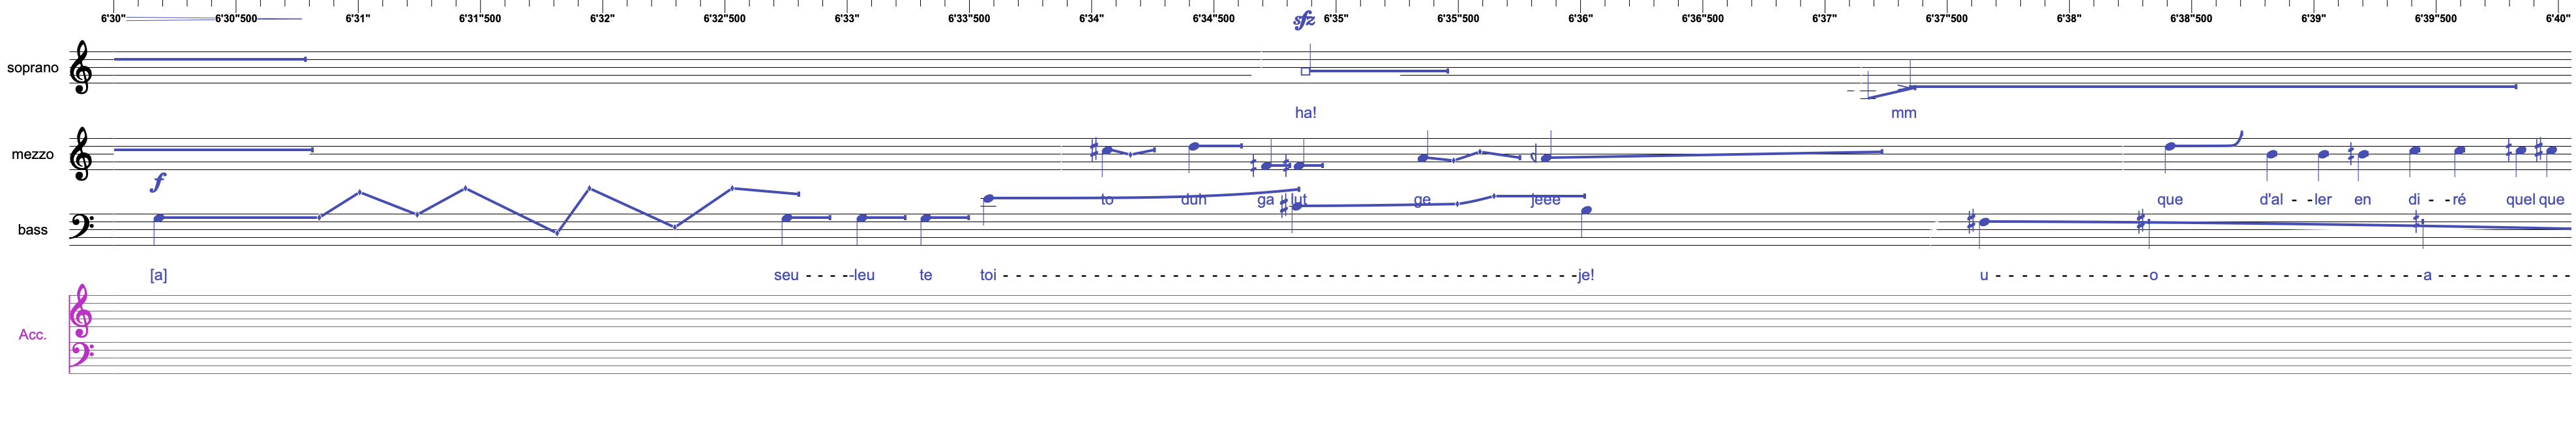 6'30" 6'30"500 6'31" 6'31"500 6'32" 6'32"500 6'33" 6'33"500 6'34" 6'34"500 6'35" 6'35"500 6'36" 6'36"500 6'37" 6'37"500 6'38" 6'38"500 6'39" 6'39"500 6'40"
sfz
soprano
ha! mm
mezzo
f
to duh ga lut ge jeee que d'al - -ler en di - -ré quel que
bass
[a] seu - - - - -leu te toi - - - - - - - - - - - - - - - - - - - - - - - - - - - - - - - - - - - - - - - - - - - - - - -je! u - - - - - - - - - - - - -o - - - - - - - - - - - - - - - - - - - - - -a - - - - - - - - - - - -
Acc.